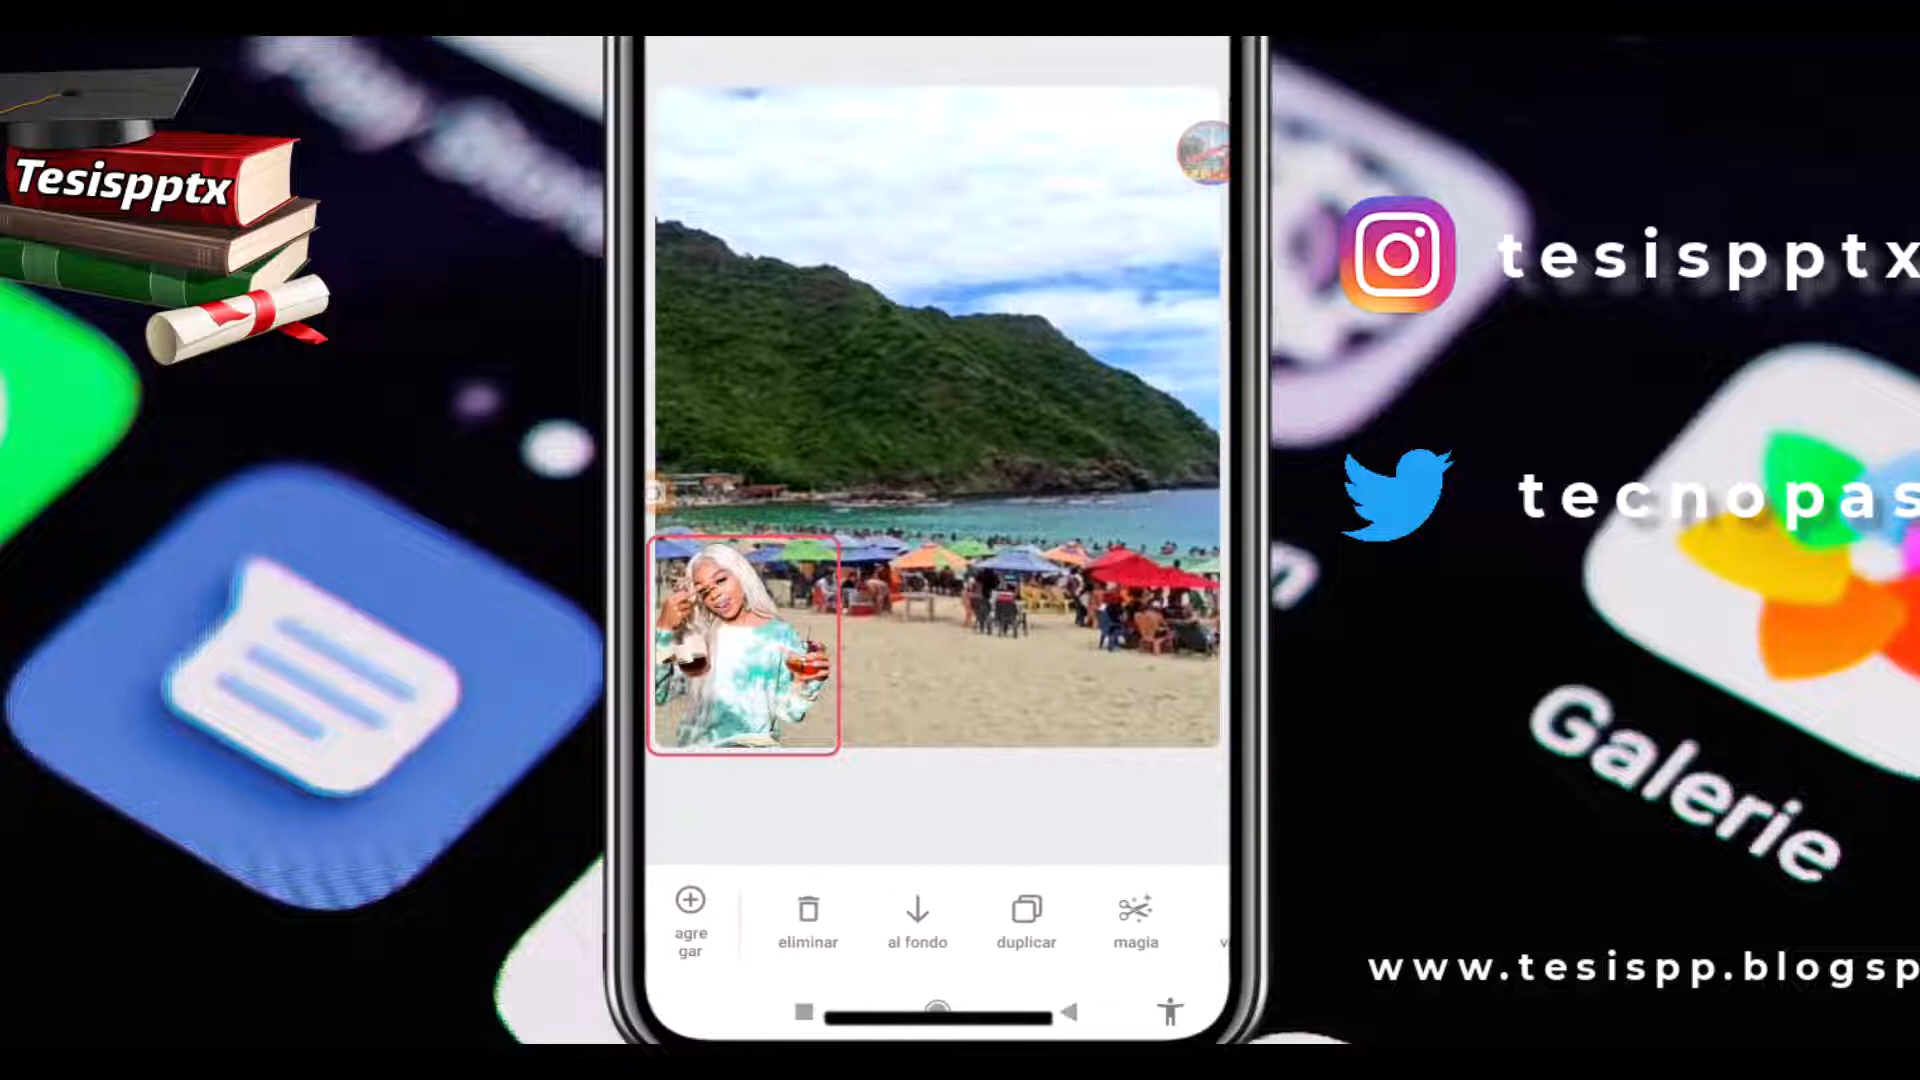 Tesispptx
tesispptx
tecnopas
Galerie
www.tesispp.blogsp
agre
gar
eliminar
al fondo
duplicar
magia